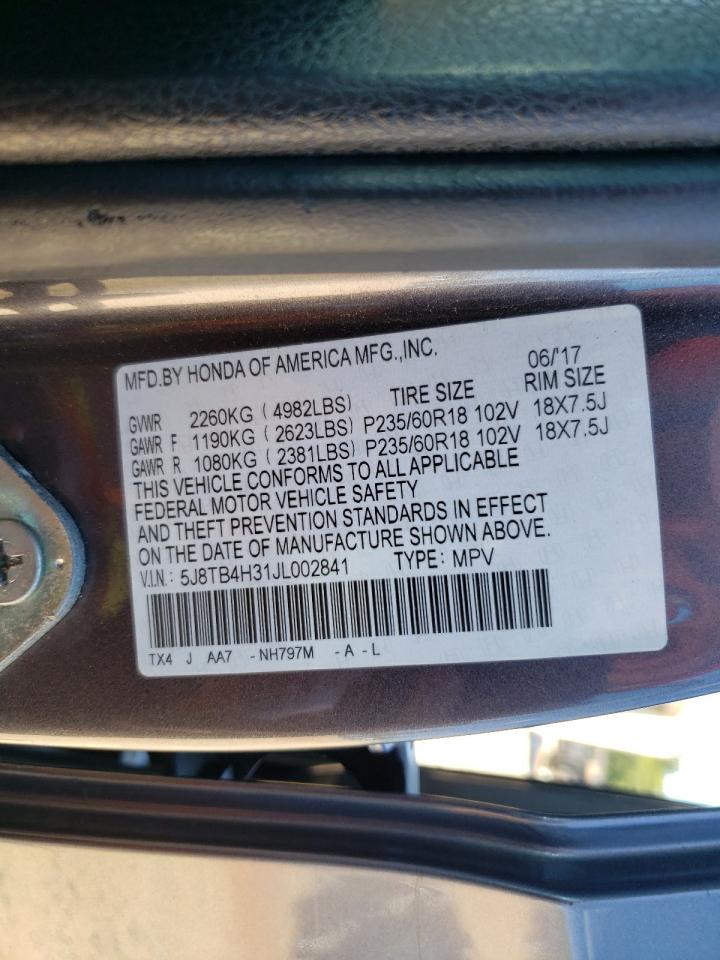 MFD.BY HONDA OF AMERICA MFG.,INC. 06/'17
TIRE SIZE RIM SIZE
GVWR 2260KG ( 4982LBS)
GAWR F 1190KG ( 2623LBS) P235/60R18 102V 18X7.5J
GAWR R 1080KG ( 2381LBS) P235/60R18 102V 18X7.5J
THIS VEHICLE CONFORMS TO ALL APPLICABLE
FEDERAL MOTOR VEHICLE SAFETY
AND THEFT PREVENTION STANDARDS IN EFFECT
ON THE DATE OF MANUFACTURE SHOWN ABOVE.
V.I.N.: 5J8TB4H31JL002841 TYPE: MPV
TX4 J AA7 -NH797M -A -L